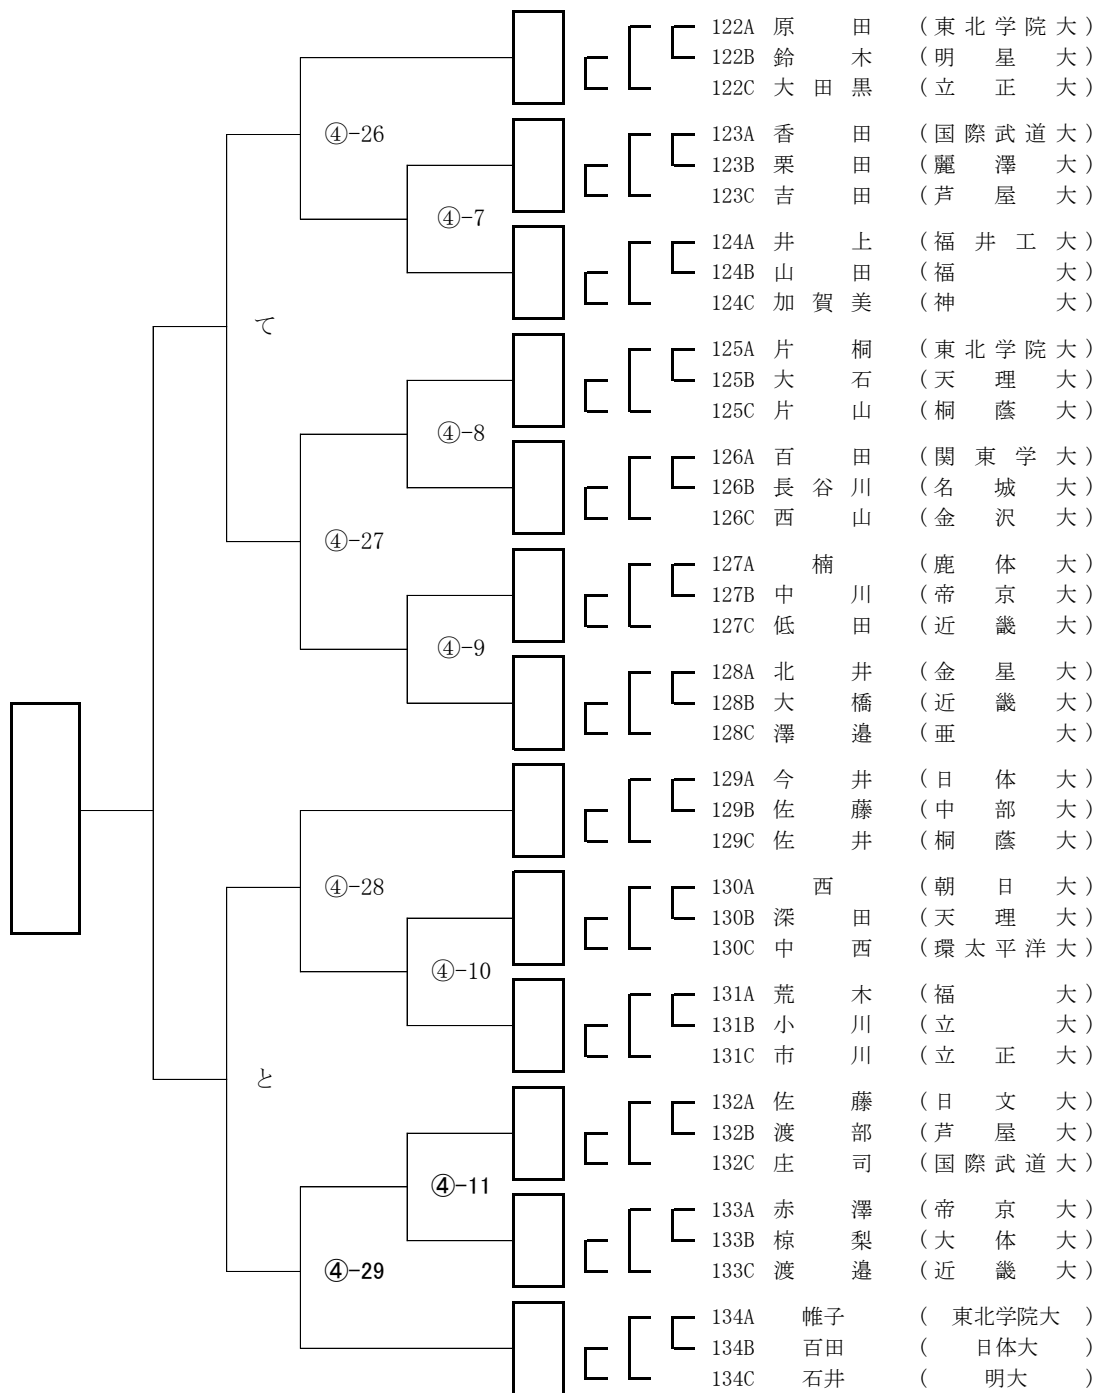 122A 原田 (東北学院大)
122B 鈴木 (明星大)
122C 大田黒 (立正大)
④-26
123A 香田 (国際武道大)
123B 栗田 (麗澤大)
123C 吉田 (芦屋大)
④-7
124A 井上 (福井工大)
124B 山田 (福大)
124C 加賀美 (神大)
て
125A 片桐 (東北学院大)
125B 大石 (天理大)
125C 片山 (桐蔭大)
④-8
126A 百田 (関東学大)
126B 長谷川 (名城大)
126C 西山 (金沢大)
④-27
127A 楠 (鹿体大)
127B 中川 (帝京大)
127C 低田 (近畿大)
④-9
128A 北井 (金星大)
128B 大橋 (近畿大)
128C 澤邉 (亜大)
129A 今井 (日体大)
129B 佐藤 (中部大)
129C 佐井 (桐蔭大)
④-28
130A 西 (朝日大)
130B 深田 (天理大)
130C 中西 (環太平洋大)
④-10
131A 荒木 (福大)
131B 小川 (立大)
131C 市川 (立正大)
と
132A 佐藤 (日文大)
132B 渡部 (芦屋大)
132C 庄司 (国際武道大)
④-11
133A 赤澤 (帝京大)
133B 椋梨 (大体大)
133C 渡邉 (近畿大)
④-29
134A 帷子 (東北学院大)
134B 百田 (日体大)
134C 石井 (明大)